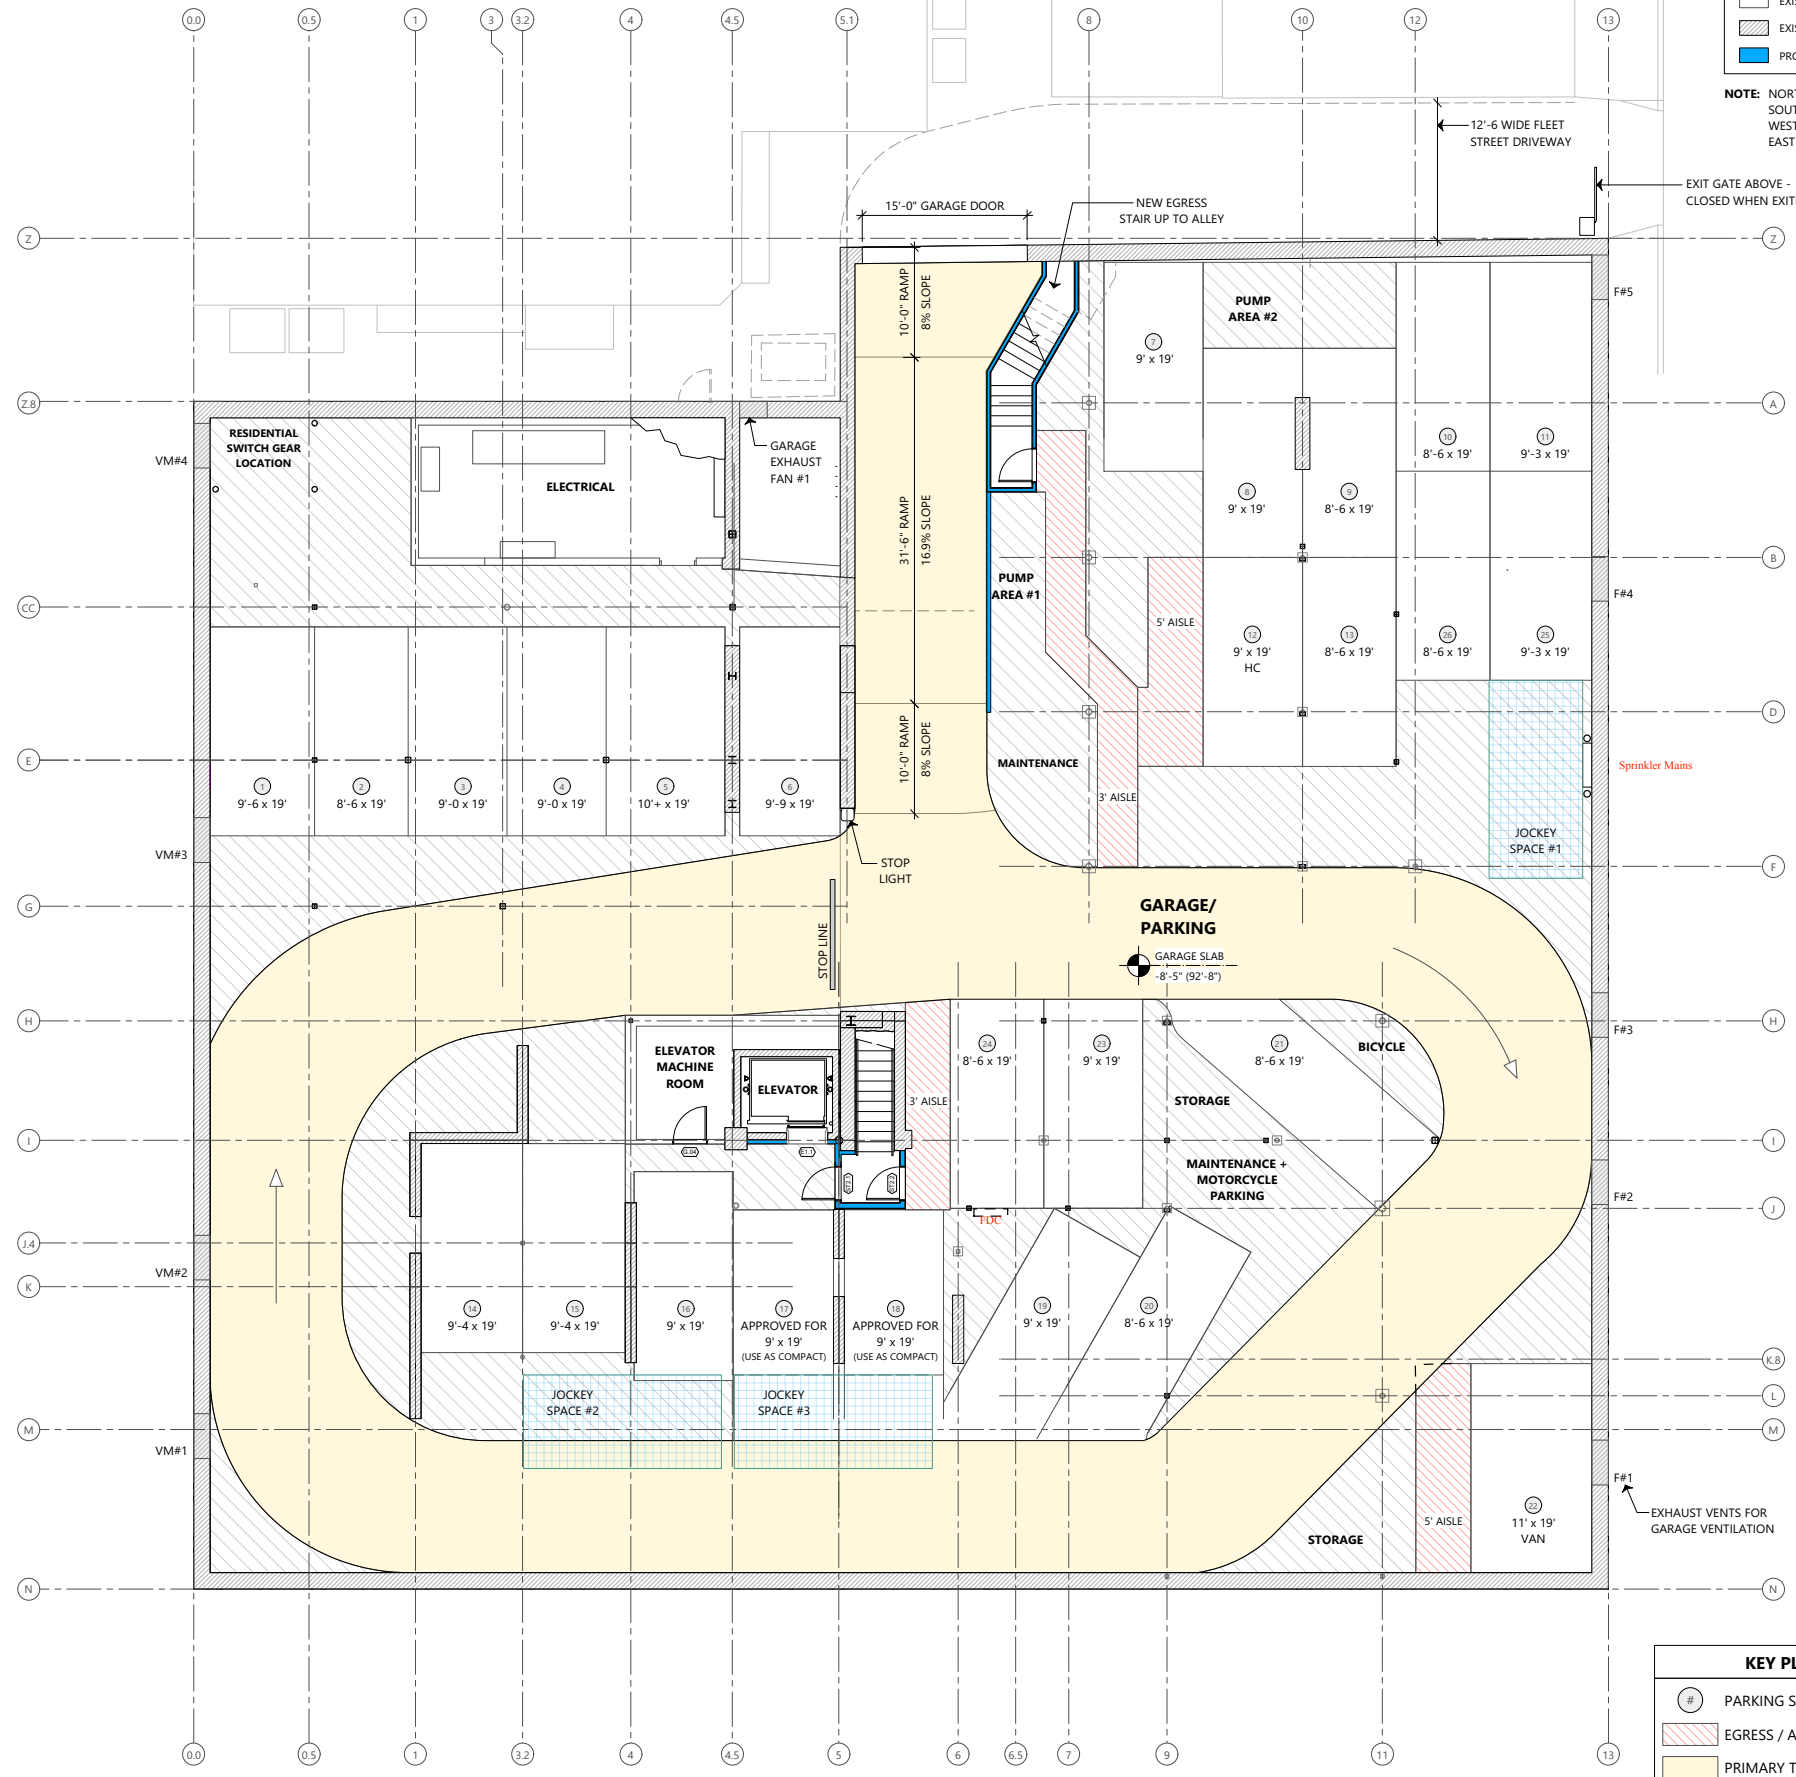 0.0
0.5
1
3
3.2
4
4.5
5.1
8
10
12
13
NOTE:
12'-6 WIDE FLEET
STREET DRIVEWAY
EXIT GATE ABOVE -
CLOSED WHEN
15'-0" GARAGE DOOR
NEW EGRESS
STAIR UP TO ALLEY
Z
Z
10'-0" RAMP
8% SLOPE
PUMP
AREA #2
F#5
7
9' x 19'
Z.8
A
RESIDENTIAL
SWITCH GEAR
LOCATION
VM#4
ELECTRICAL
GARAGE
EXHAUST
FAN #1
10
8'-6 x 19'
11
9'-3 x 19'
8
9' x 19'
9
8'-6 x 19'
31'-6" RAMP
16.9% SLOPE
B
PUMP
AREA #1
F#4
CC
5' AISLE
12
9' x 19'
HC
13
8'-6 x 19'
26
8'-6 x 19'
25
9'-3 x 19'
D
10'-0" RAMP
8% SLOPE
E
MAINTENANCE
Sprinkler Mains
1
9'-6 x 19'
2
8'-6 x 19'
3
9'-0 x 19'
4
9'-0 x 19'
5
10'+ x 19'
6
9'-9 x 19'
3' AISLE
JOCKEY
SPACE #1
VM#3
STOP
LIGHT
F
G
GARAGE/
PARKING
STOP LINE
GARAGE SLAB
-8'-5" (92'-8")
H
H
F#3
ELEVATOR
MACHINE
ROOM
ELEVATOR
24
8'-6 x 19'
23
9' x 19'
21
8'-6 x 19'
BICYCLE
3' AISLE
STORAGE
I
I
G.04
E1.1
ST2.1
ST2.2
MAINTENANCE +
MOTORCYCLE
PARKING
F#2
J
FDC
J.4
VM#2
K
14
9'-4 x 19'
15
9'-4 x 19'
16
9' x 19'
17
APPROVED FOR
9' x 19'
(USE AS COMPACT)
18
APPROVED FOR
9' x 19'
(USE AS COMPACT)
19
9' x 19'
20
8'-6 x 19'
K.8
JOCKEY
SPACE #2
JOCKEY
SPACE #3
L
M
M
VM#1
F#1
EXHAUST VENTS FOR
GARAGE VENTILATION
5' AISLE
22
11' x 19'
VAN
STORAGE
N
N
KEY
#
PARKING
EGRESS /
PRIMARY
0.0
0.5
1
3.2
4
4.5
5
6
6.5
7
9
11
13